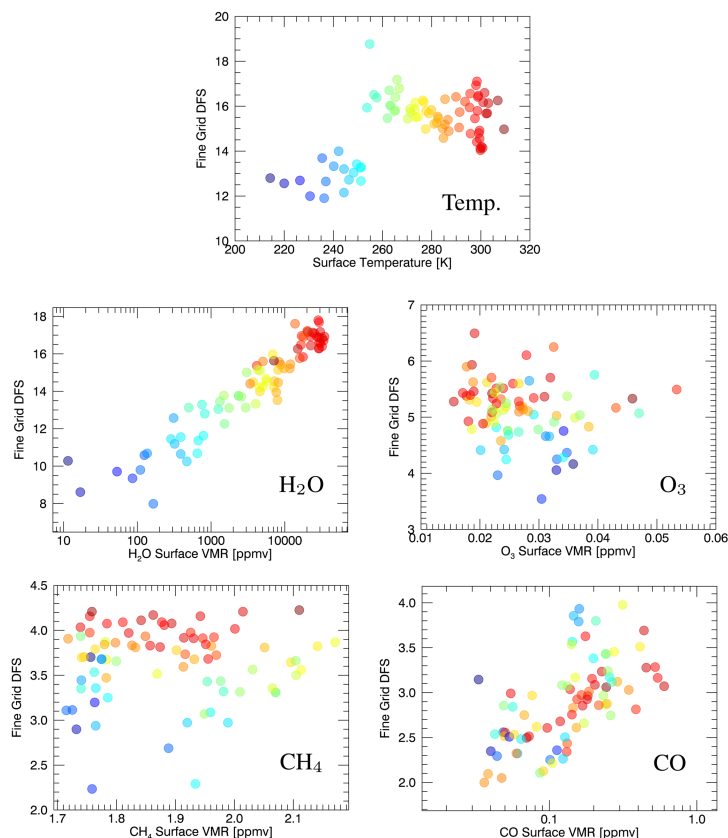 20
18
16
14
12
10
Fine Grid DFS
Temp.
200 220 240 260 280 300 320
Surface Temperature [K]
18
16
14
12
10
8
Fine Grid DFS
H₂O
10 100 1000 10000
H₂O Surface VMR [ppmv]
7
6
5
4
3
Fine Grid DFS
O₃
0.01 0.02 0.03 0.04 0.05 0.06
O₃ Surface VMR [ppmv]
4.5
4.0
3.5
3.0
2.5
2.0
Fine Grid DFS
CH₄
1.7 1.8 1.9 2.0 2.1
CH₄ Surface VMR [ppmv]
4.0
3.5
3.0
2.5
2.0
Fine Grid DFS
CO
0.1 1.0
CO Surface VMR [ppmv]